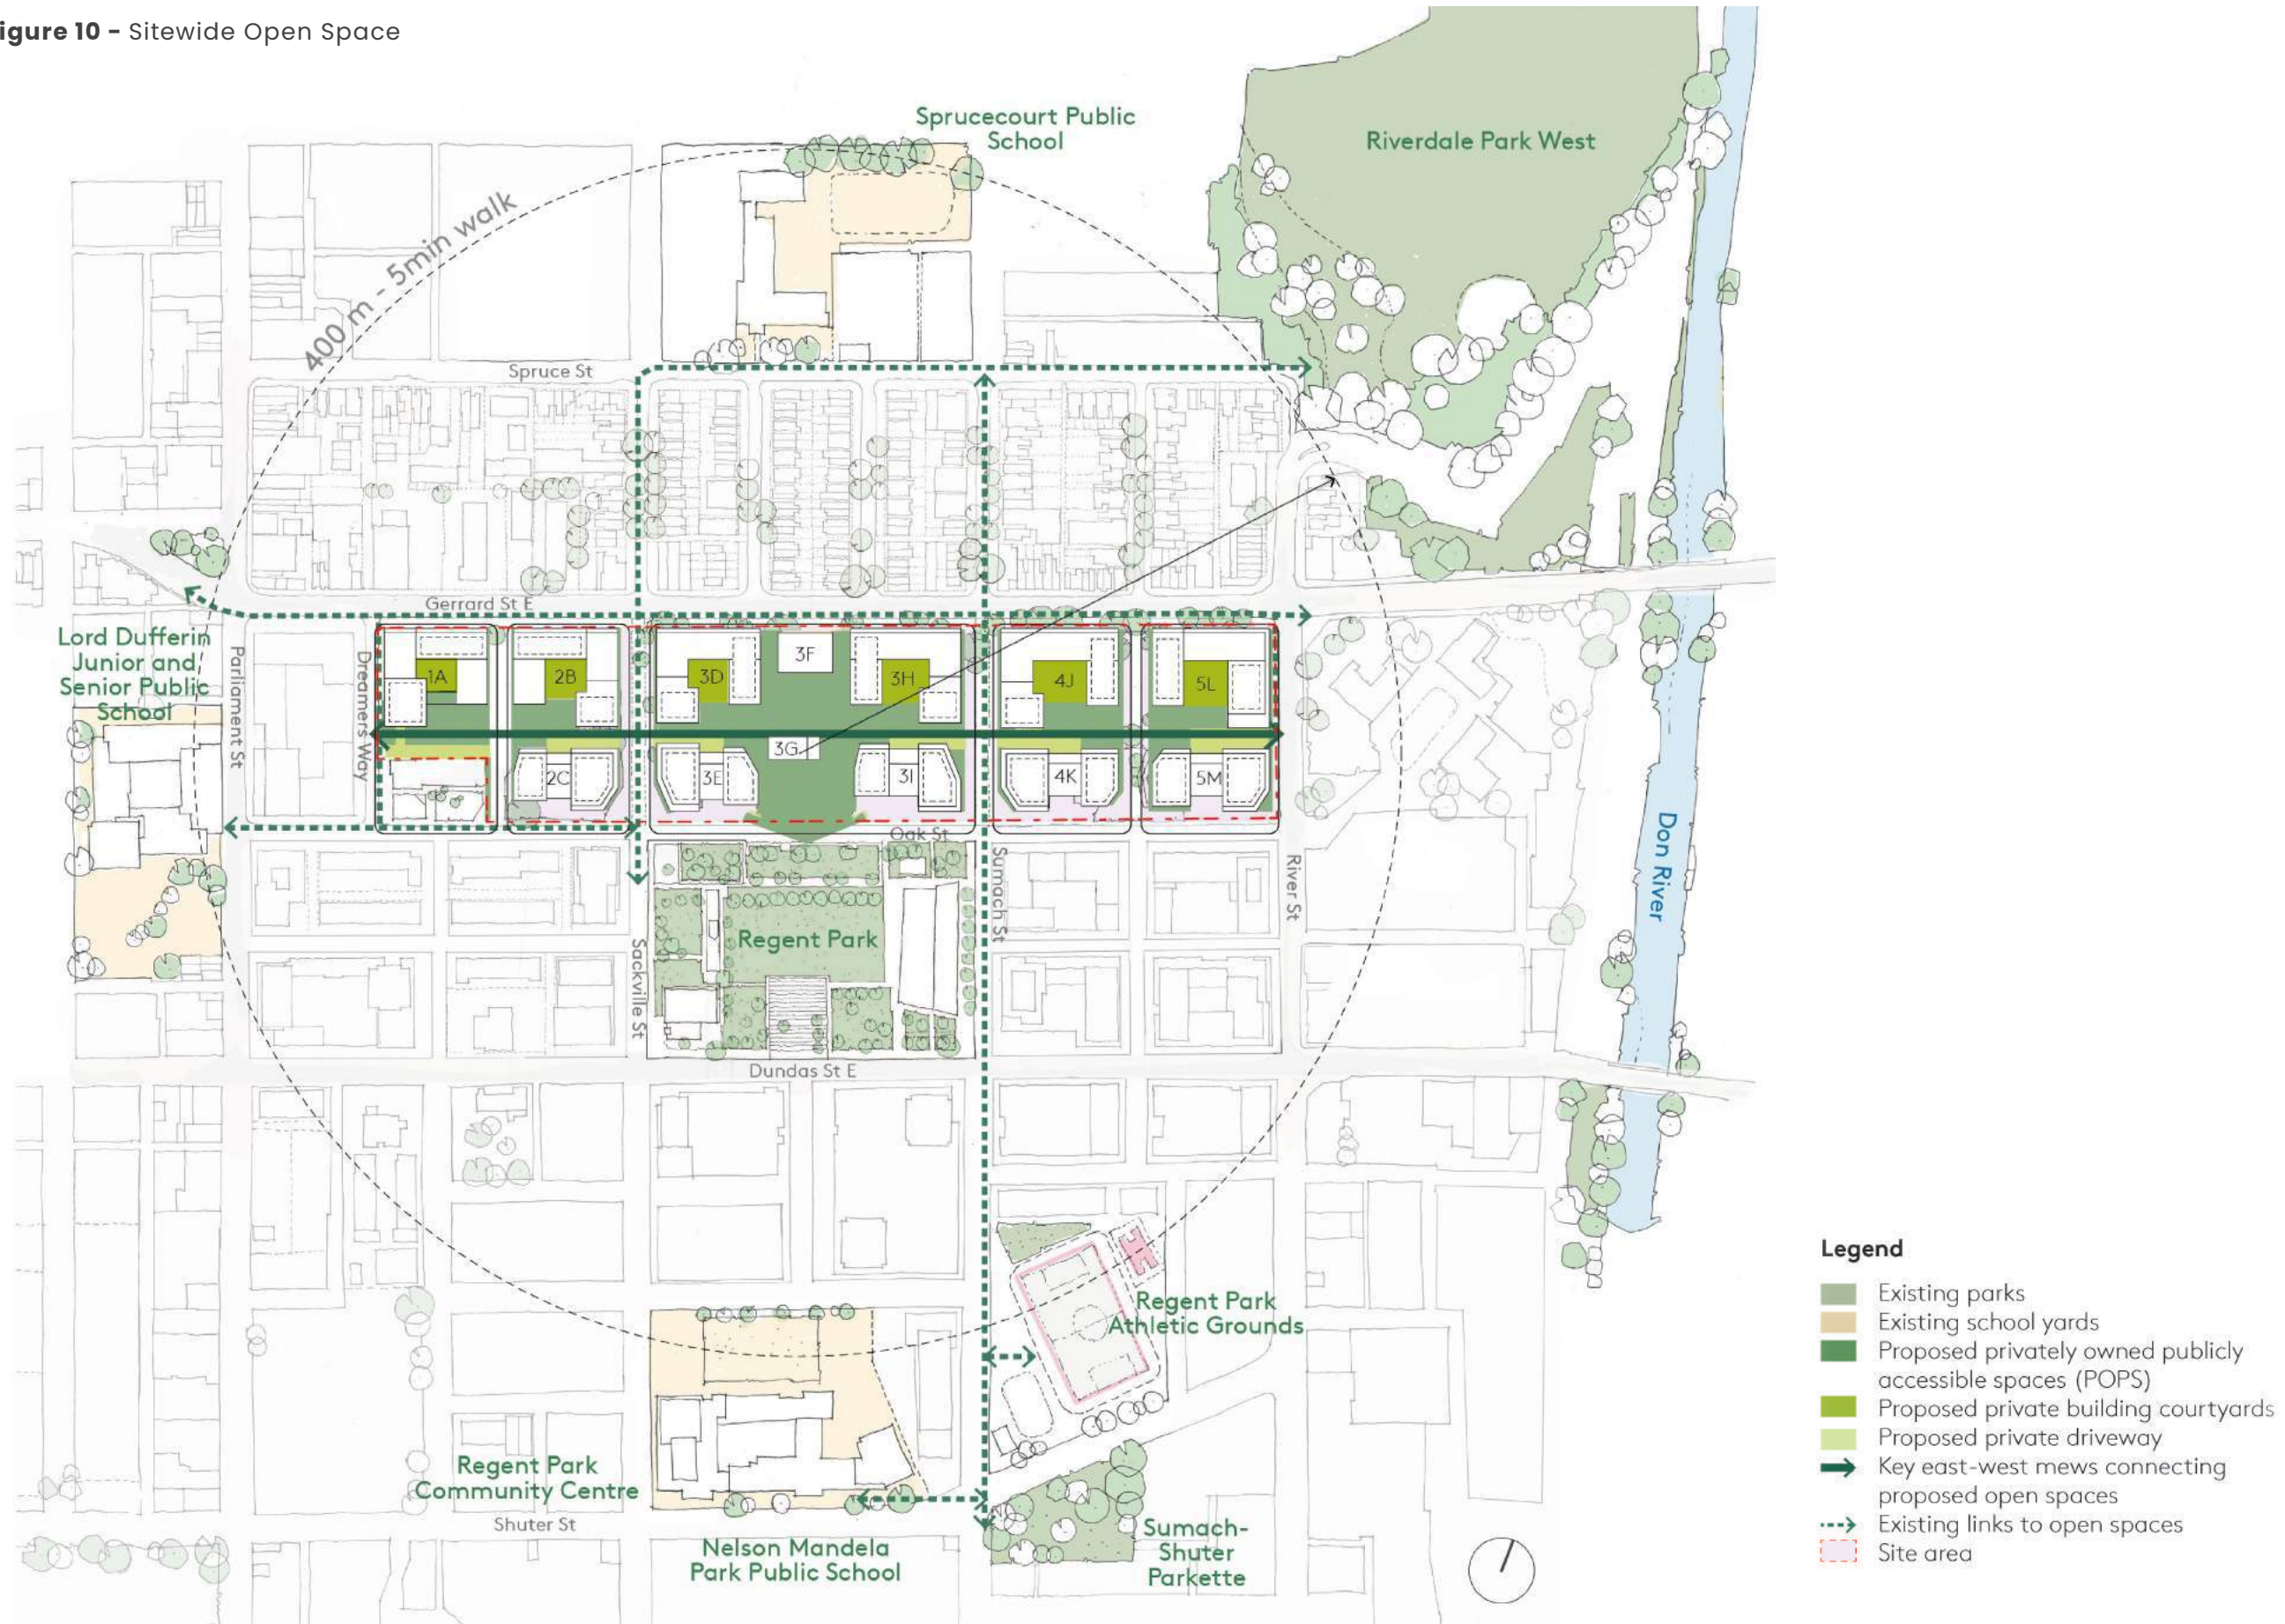 igure 10 - Sitewide Open Space
Sprucecourt Public
School
Riverdale Park West
400 m - 5min walk
Spruce St
Gerrard St E
Lord Dufferin
Junior and
Senior Public
School
Parliament St
Dreamers Way
1A
2B
3D
3F
3H
4J
5L
3G
2C
3E
3I
4K
5M
Oak St
Sumach St
River St
Don River
Regent Park
Sackville St
Dundas St E
Regent Park
Athletic Grounds
Regent Park
Community Centre
Shuter St
Nelson Mandela
Park Public School
Sumach-
Shuter
Parkette
Legend
Existing parks
Existing school yards
Proposed privately owned publicly
accessible spaces (POPS)
Proposed private building courtyards
Proposed private driveway
Key east-west mews connecting
proposed open spaces
Existing links to open spaces
Site area